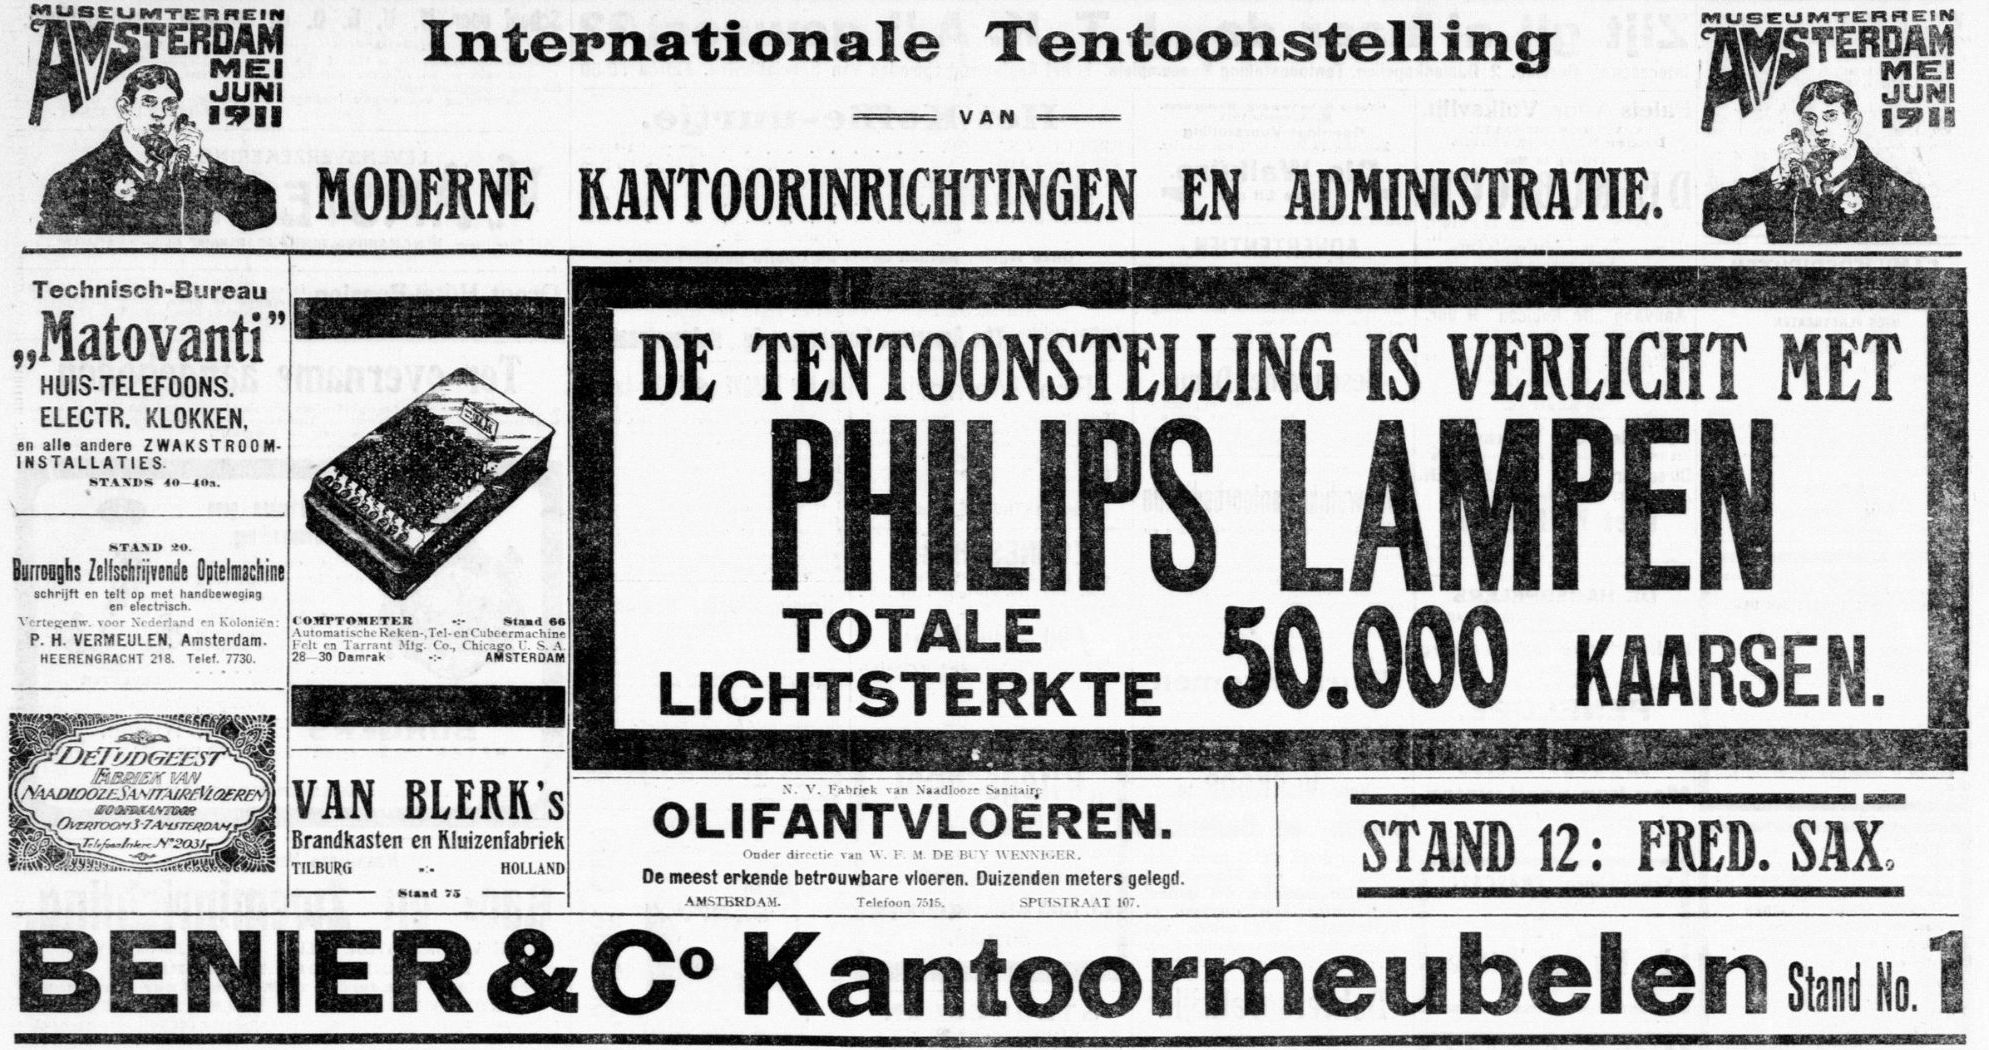 MUSEUMTERREIN
AMSTERDAM
MEI
JUNI
1911
Internationale Tentoonstelling
VAN
MODERNE KANTOORINRICHTINGEN EN ADMINISTRATIE.
MUSEUMTERREIN
AMSTERDAM
MEI
JUNI
1911
Technisch-Bureau
„Matovanti”
HUIS-TELEFOONS.
ELECTR. KLOKKEN,
en alle andere ZWAKSTROOM-
INSTALLATIES.
STANDS 40—40a.
STAND 20.
Burroughs Zelfschrijvende Optelmachine
schrijft en telt op met handbeweging
en electrisch.
Vertegenw. voor Nederland en Koloniën:
P. H. VERMEULEN, Amsterdam.
HEERENGRACHT 218. Telef. 7730.
DE TIJDGEEST
FABRIEK VAN
NAADLOOZE SANITAIRE VLOEREN
HOOFDKANTOOR
OVERTOOM 3-7 AMSTERDAM
Telefoon Interc. No 2031
COMPTOMETER -:- Stand 66
Automatische Reken-, Tel- en Cubeermachine
Felt en Tarrant Mfg. Co., Chicago U. S. A.
28—30 Damrak -:- AMSTERDAM
VAN BLERK's
Brandkasten en Kluizenfabriek
TILBURG -:- HOLLAND
Stand 75
DE TENTOONSTELLING IS VERLICHT MET
PHILIPS LAMPEN
TOTALE
LICHTSTERKTE 50.000 KAARSEN.
N. V. Fabriek van Naadlooze Sanitaire
OLIFANTVLOEREN.
Onder directie van W. F. M. DE BUY WENNIGER.
De meest erkende betrouwbare vloeren. Duizenden meters gelegd.
AMSTERDAM. Telefoon 7515. SPUISTRAAT 107.
STAND 12: FRED. SAX.
BENIER & Co Kantoormeubelen Stand No. 1